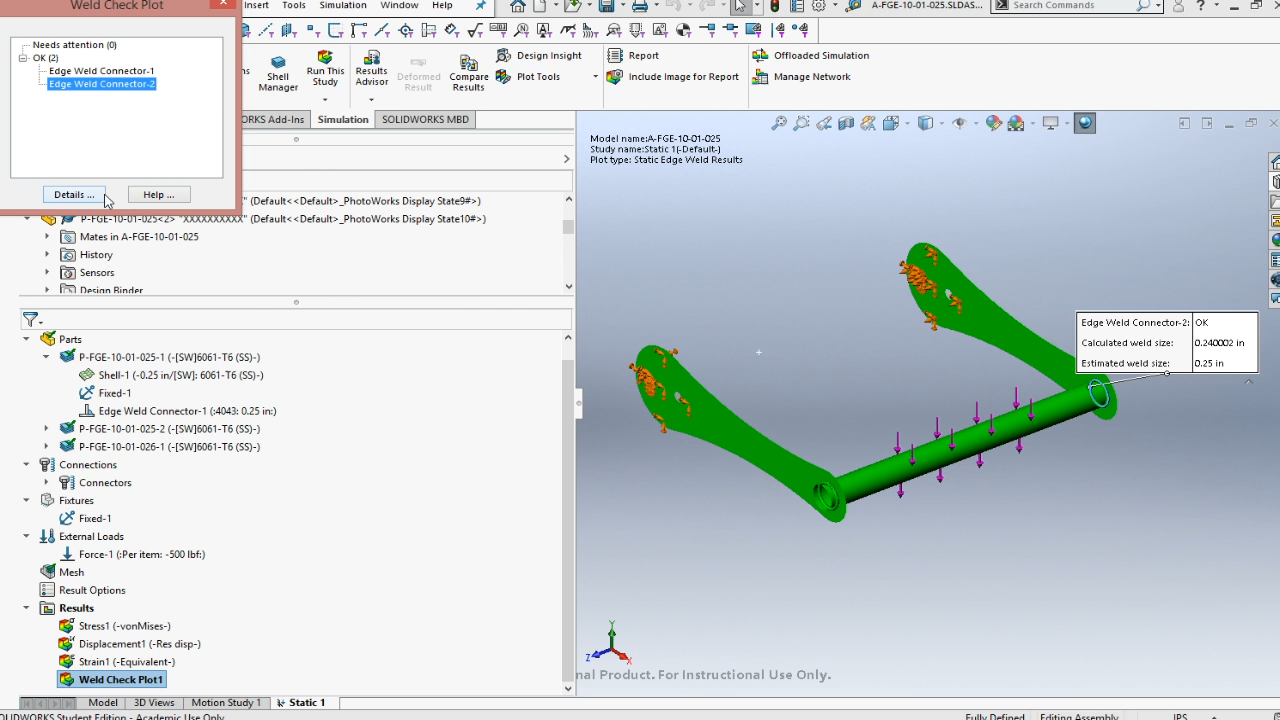 Weld Check Plot
Insert Tools Simulation Window Help
A-FGE-10-01-025.SLDAS...
Search Commands
Needs attention (0)
OK (2)
Edge Weld Connector-1
Edge Weld Connector-2
Details ...
Help ...
Shell Manager
Run This Study
Results Advisor
Deformed Result
Compare Results
Design Insight
Plot Tools
Report
Include Image for Report
Offloaded Simulation
Manage Network
ORKS Add-Ins Simulation SOLIDWORKS MBD
Model name:A-FGE-10-01-025
Study name:Static 1(-Default-)
Plot type: Static Edge Weld Results
" (Default<<Default>_PhotoWorks Display State9#>)
P-FGE-10-01-025<2> "XXXXXXXXXX" (Default<<Default>_PhotoWorks Display State10#>)
Mates in A-FGE-10-01-025
History
Sensors
Design Binder
Parts
P-FGE-10-01-025-1 (-[SW]6061-T6 (SS)-)
Shell-1 (-0.25 in/[SW]: 6061-T6 (SS)-)
Fixed-1
Edge Weld Connector-1 (:4043: 0.25 in:)
P-FGE-10-01-025-2 (-[SW]6061-T6 (SS)-)
P-FGE-10-01-026-1 (-[SW]6061-T6 (SS)-)
Connections
Connectors
Fixtures
Fixed-1
External Loads
Force-1 (:Per item: -500 lbf:)
Mesh
Result Options
Results
Stress1 (-vonMises-)
Displacement1 (-Res disp-)
Strain1 (-Equivalent-)
Weld Check Plot1
Edge Weld Connector-2: OK
Calculated weld size: 0.240002 in
Estimated weld size: 0.25 in
Y
Z
X
nal Product. For Instructional Use Only.
Model 3D Views Motion Study 1 Static 1
OLIDWORKS Student Edition - Academic Use Only
Fully Defined Editing Assembly IPS